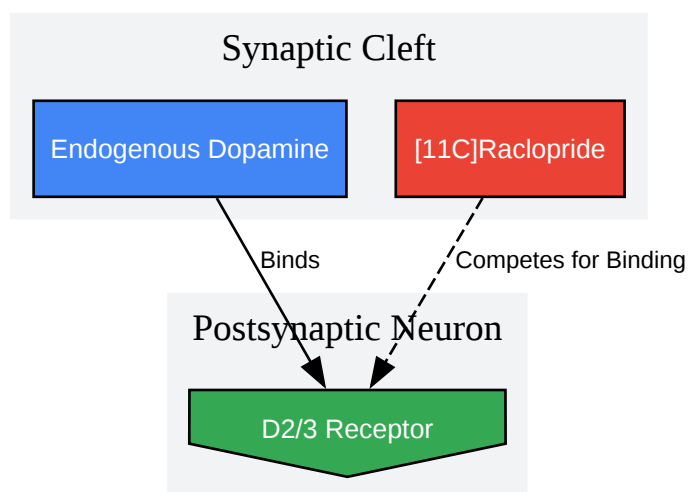 Synaptic Cleft
Endogenous Dopamine
[11C]Raclopride
Binds
Competes for Binding
Postsynaptic Neuron
D2/3 Receptor